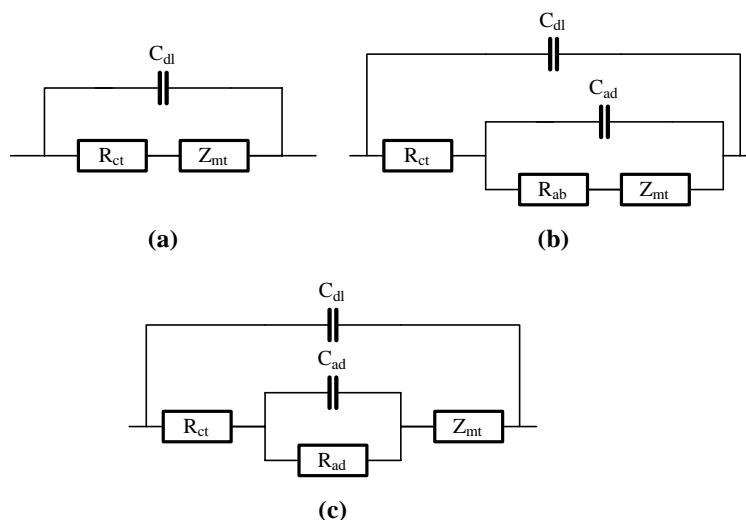 C_dl
R_ct Z_mt
(a)
C_dl
C_ad
R_ct
R_ab Z_mt
(b)
C_dl
C_ad
R_ct Z_mt
R_ad
(c)